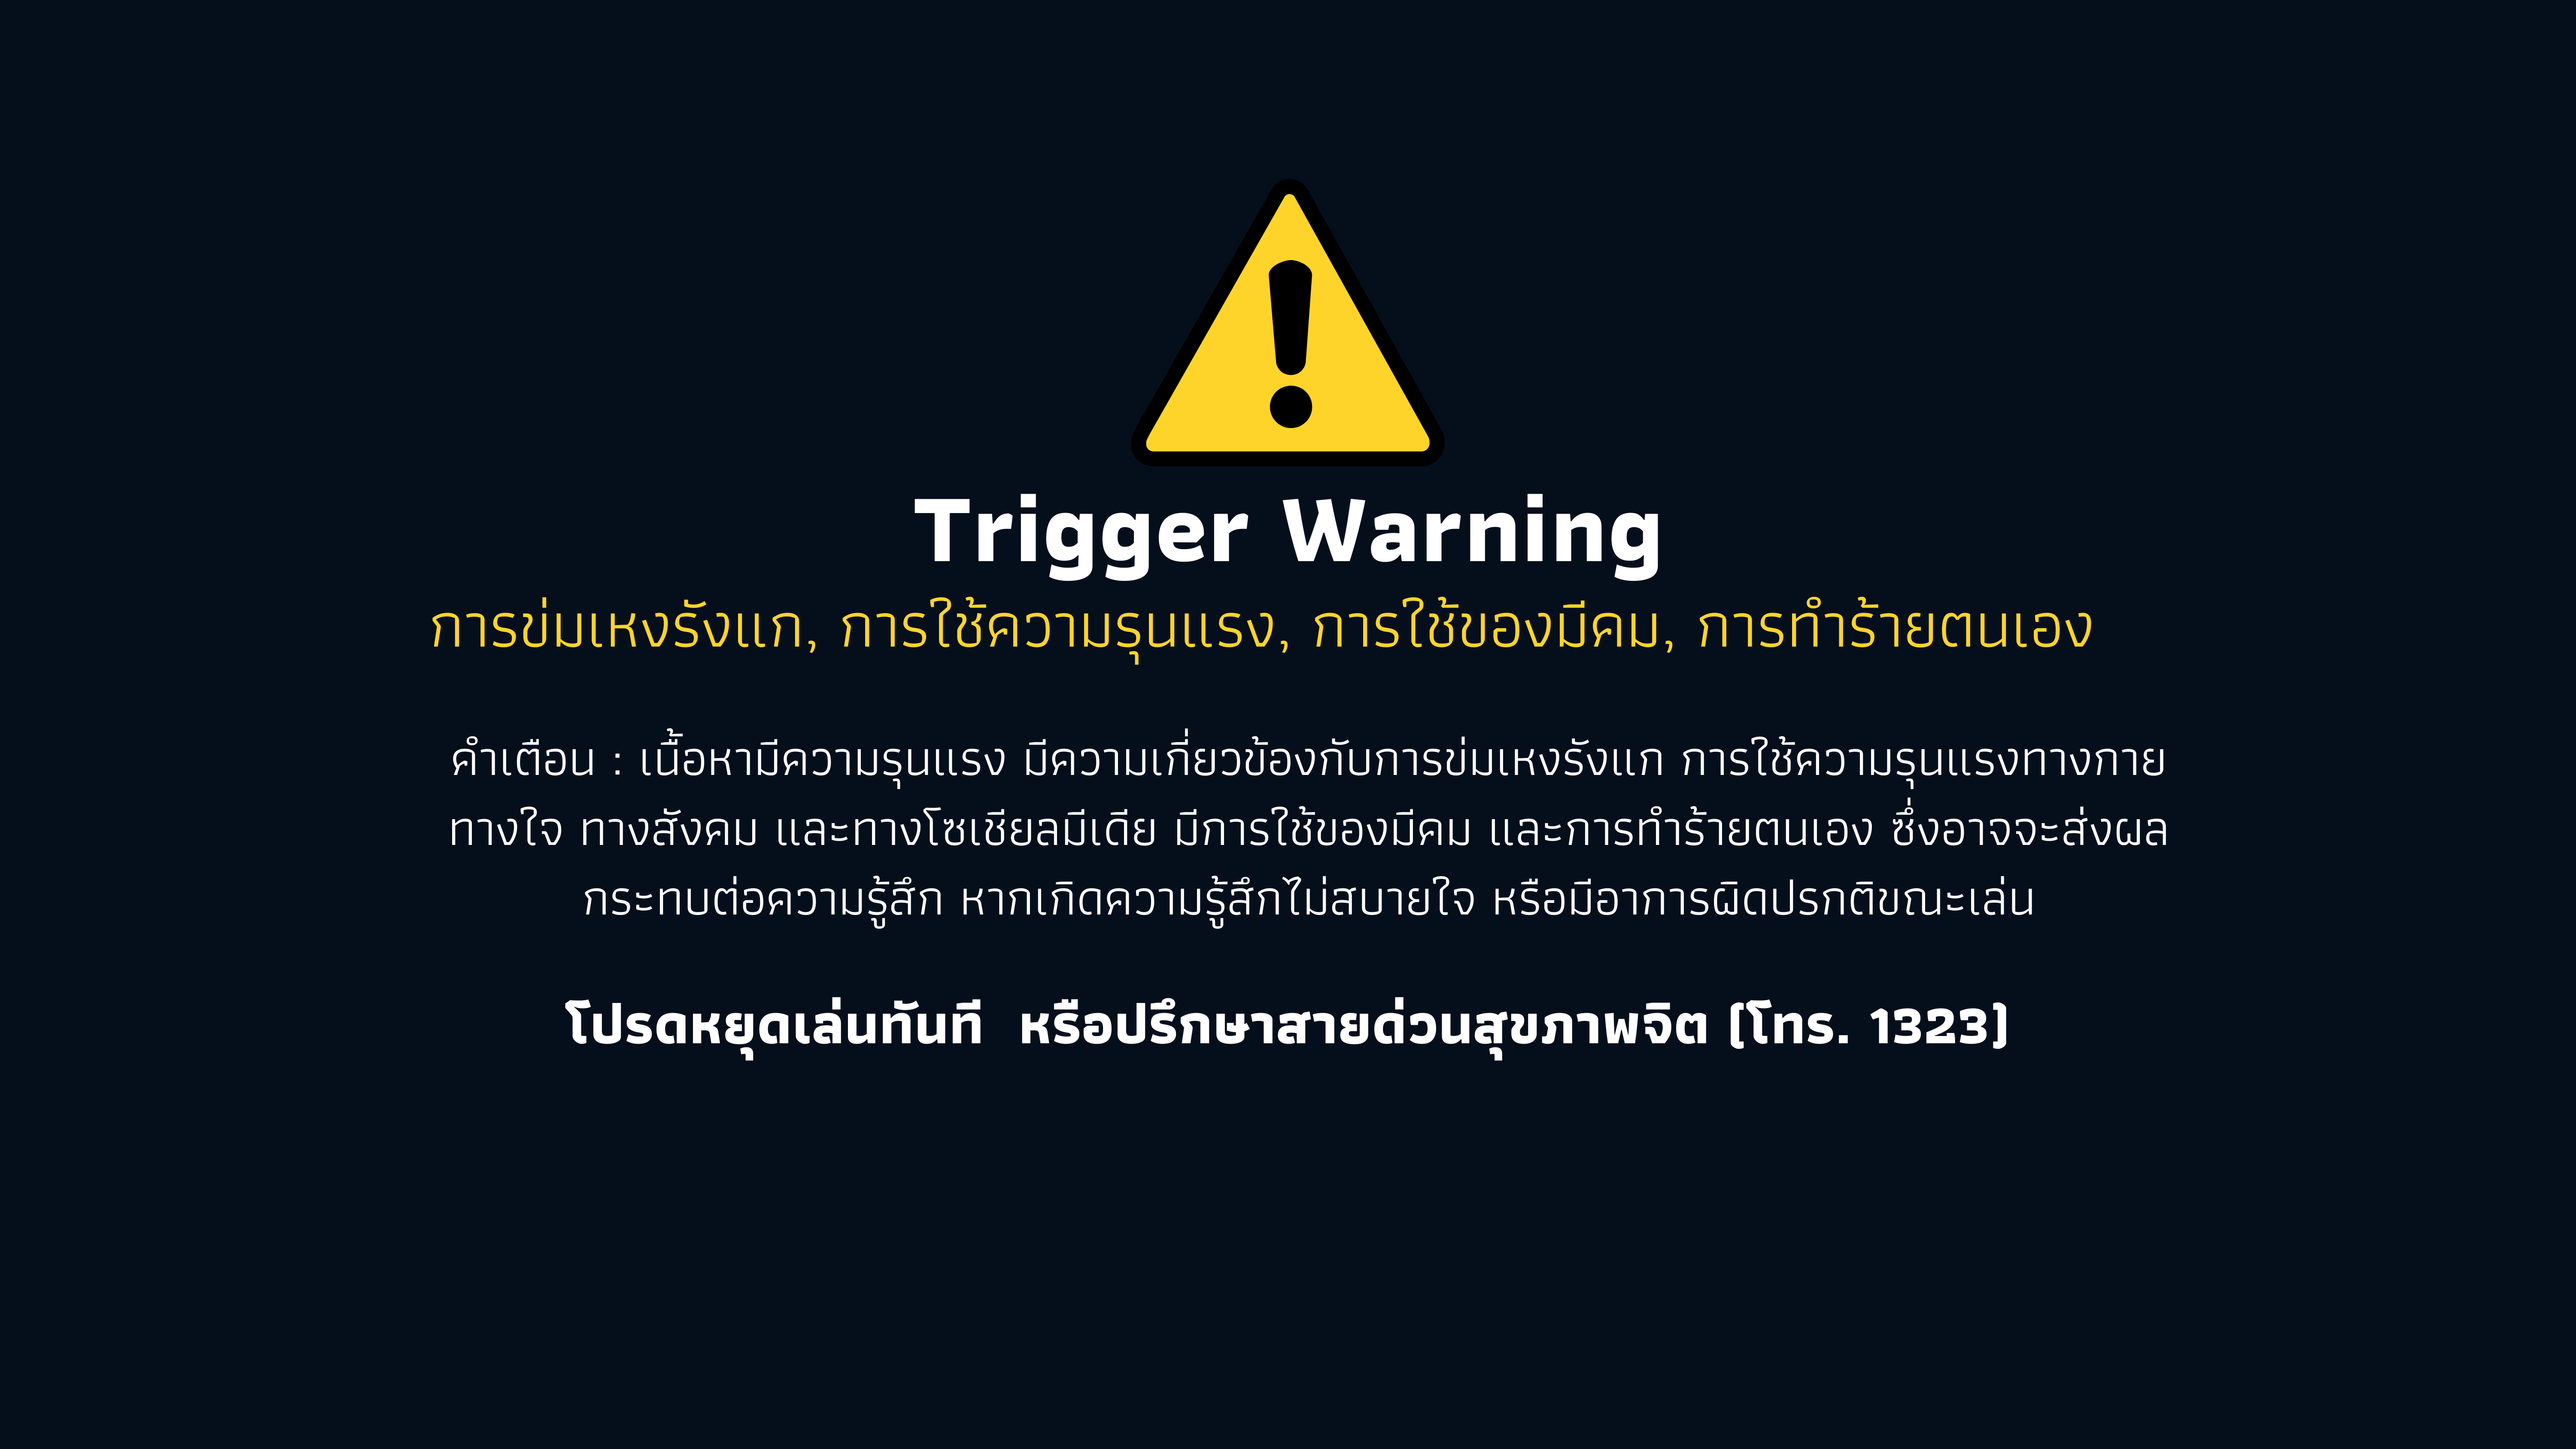 Trigger Warning
การข่มเหงรังแก, การใช้ความรุนแรง, การใช้ของมีคม, การทำร้ายตนเอง
คำเตือน : เนื้อหามีความรุนแรง มีความเกี่ยวข้องกับการข่มเหงรังแก การใช้ความรุนแรงทางกาย
ทางใจ ทางสังคม และทางโซเชียลมีเดีย มีการใช้ของมีคม และการทำร้ายตนเอง ซึ่งอาจจะส่งผล
กระทบต่อความรู้สึก หากเกิดความรู้สึกไม่สบายใจ หรือมีอาการผิดปรกติขณะเล่น
โปรดหยุดเล่นทันที  หรือปรึกษาสายด่วนสุขภาพจิต (โทร. 1323)